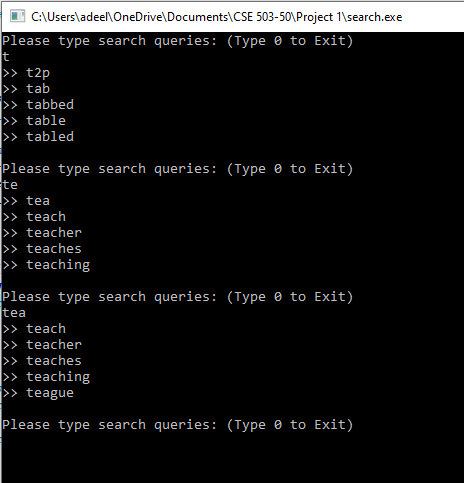 C:\Users\adeel\OneDrive\Documents\CSE 503-50\Project 1\search.exe
Please type search queries: (Type 0 to Exit)
t
>> t2p
>> tab
>> tabbed
>> table
>> tabled
Please type search queries: (Type 0 to Exit)
te
>> tea
>> teach
>> teacher
>> teaches
>> teaching
Please type search queries: (Type 0 to Exit)
tea
>> teach
>> teacher
>> teaches
>> teaching
>> teague
Please type search queries: (Type 0 to Exit)